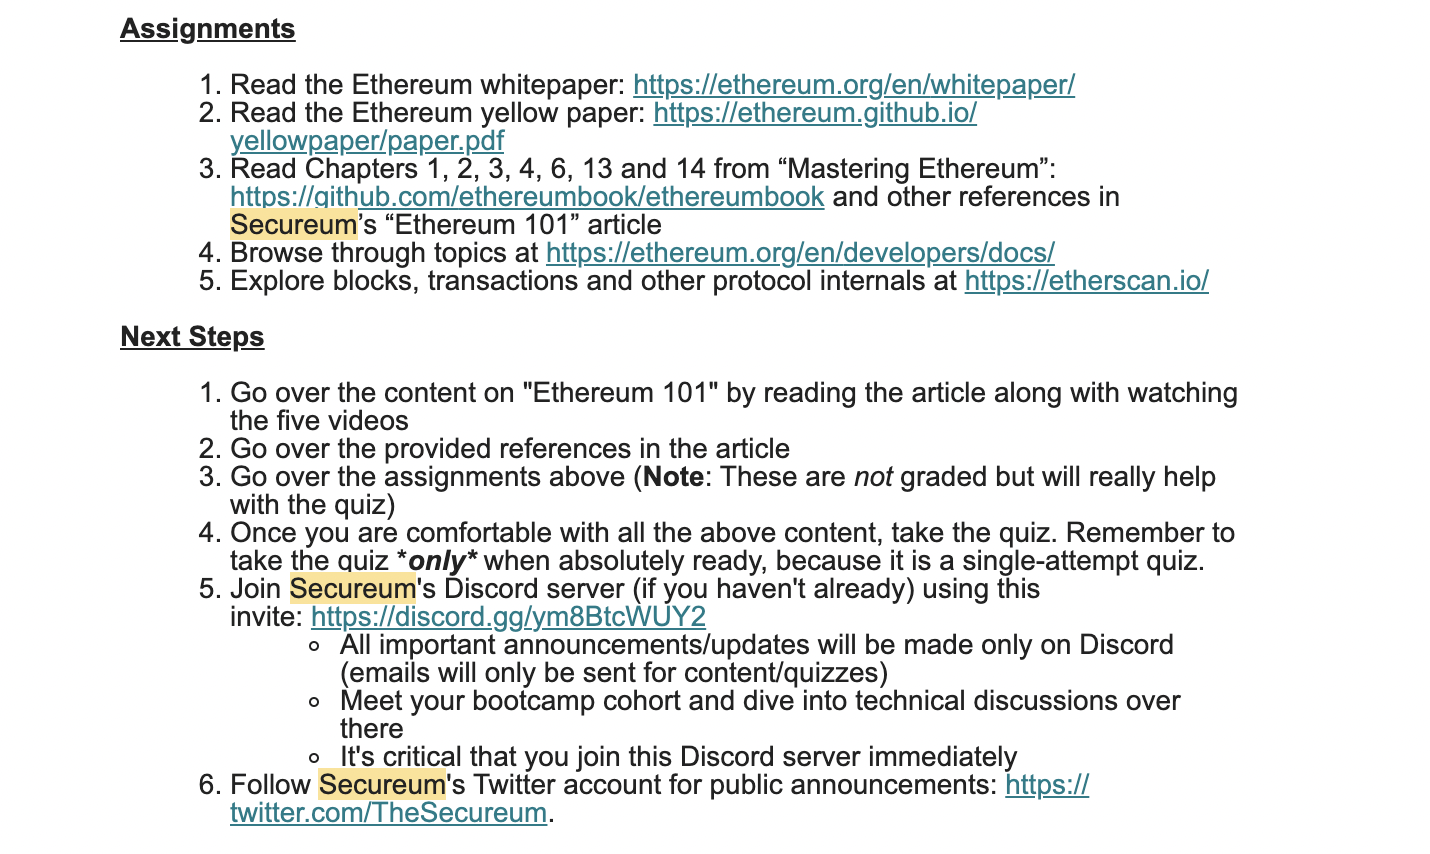 Assignments
1. Read the Ethereum whitepaper: https://ethereum.org/en/whitepaper/
2. Read the Ethereum yellow paper: https://ethereum.github.io/
yellowpaper/paper.pdf
3. Read Chapters 1, 2, 3, 4, 6, 13 and 14 from “Mastering Ethereum”:
https://github.com/ethereumbook/ethereumbook and other references in
Secureum’s “Ethereum 101” article
4. Browse through topics at https://ethereum.org/en/developers/docs/
5. Explore blocks, transactions and other protocol internals at https://etherscan.io/
Next Steps
1. Go over the content on "Ethereum 101" by reading the article along with watching
the five videos
2. Go over the provided references in the article
3. Go over the assignments above (Note: These are not graded but will really help
with the quiz)
4. Once you are comfortable with all the above content, take the quiz. Remember to
take the quiz *only* when absolutely ready, because it is a single-attempt quiz.
5. Join Secureum's Discord server (if you haven't already) using this
invite: https://discord.gg/ym8BtcWUY2
○ All important announcements/updates will be made only on Discord
(emails will only be sent for content/quizzes)
○ Meet your bootcamp cohort and dive into technical discussions over
there
○ It's critical that you join this Discord server immediately
6. Follow Secureum's Twitter account for public announcements: https://
twitter.com/TheSecureum.